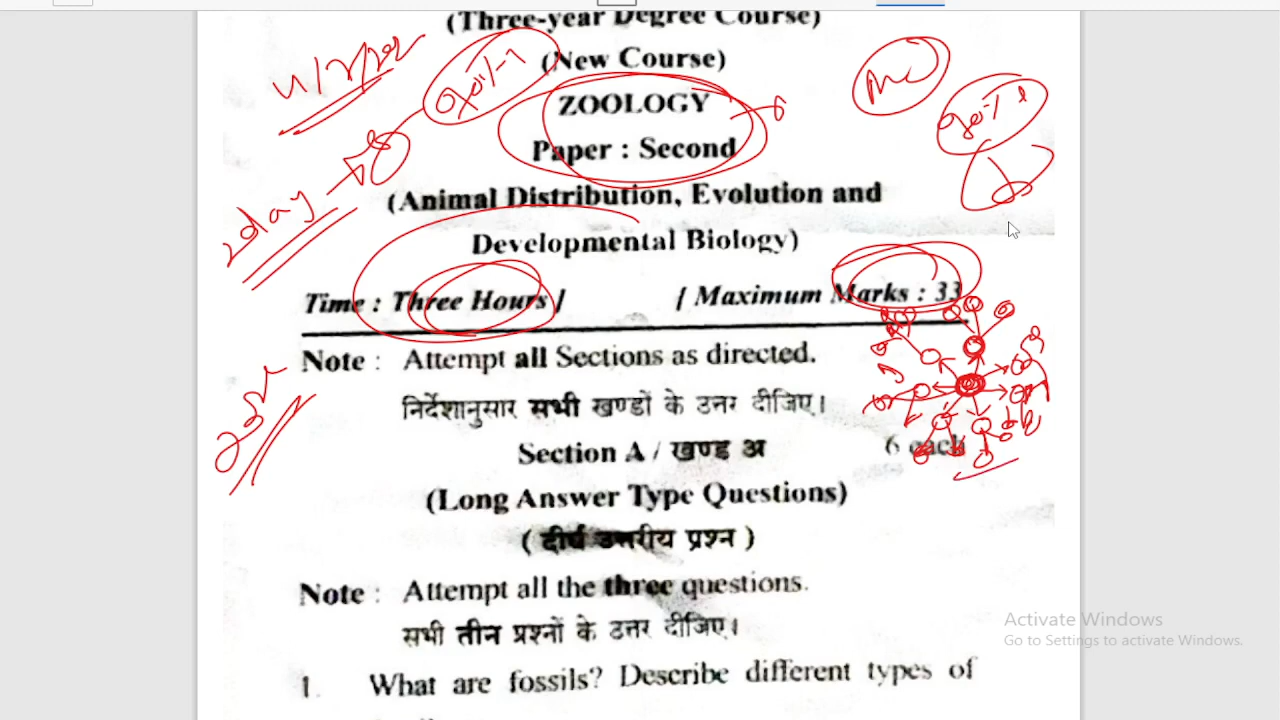 (Three-year Degree Course)
(New Course)
ZOOLOGY
Paper : Second
(Animal Distribution, Evolution and
Developmental Biology)
Time : Three Hours ] [ Maximum Marks : 33
Note : Attempt all Sections as directed.
निर्देशानुसार सभी खण्डों के उत्तर दीजिए।
Section A / खण्ड अ 6 each
(Long Answer Type Questions)
( दीर्घ उत्तरीय प्रश्न )
Note : Attempt all the three questions.
सभी तीन प्रश्नों के उत्तर दीजिए।
1. What are fossils? Describe different types of
Activate Windows
Go to Settings to activate Windows.